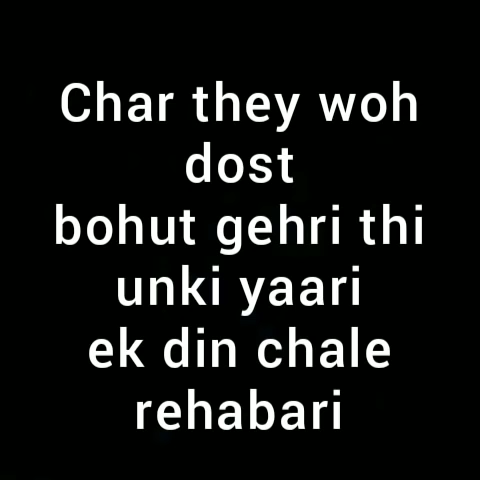 Char they woh
dost
bohut gehri thi
unki yaari
ek din chale
rehabari